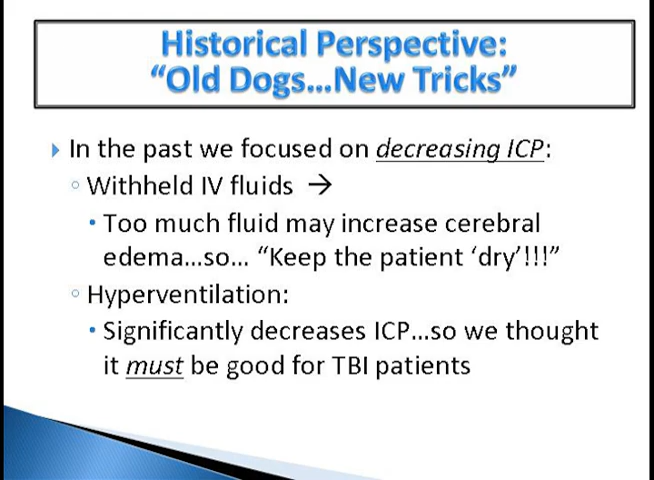 Historical Perspective:
“Old Dogs...New Tricks”
In the past we focused on decreasing ICP:
Withheld IV fluids →
Too much fluid may increase cerebral
edema...so... “Keep the patient ‘dry’!!!”
Hyperventilation:
Significantly decreases ICP...so we thought
it must be good for TBI patients